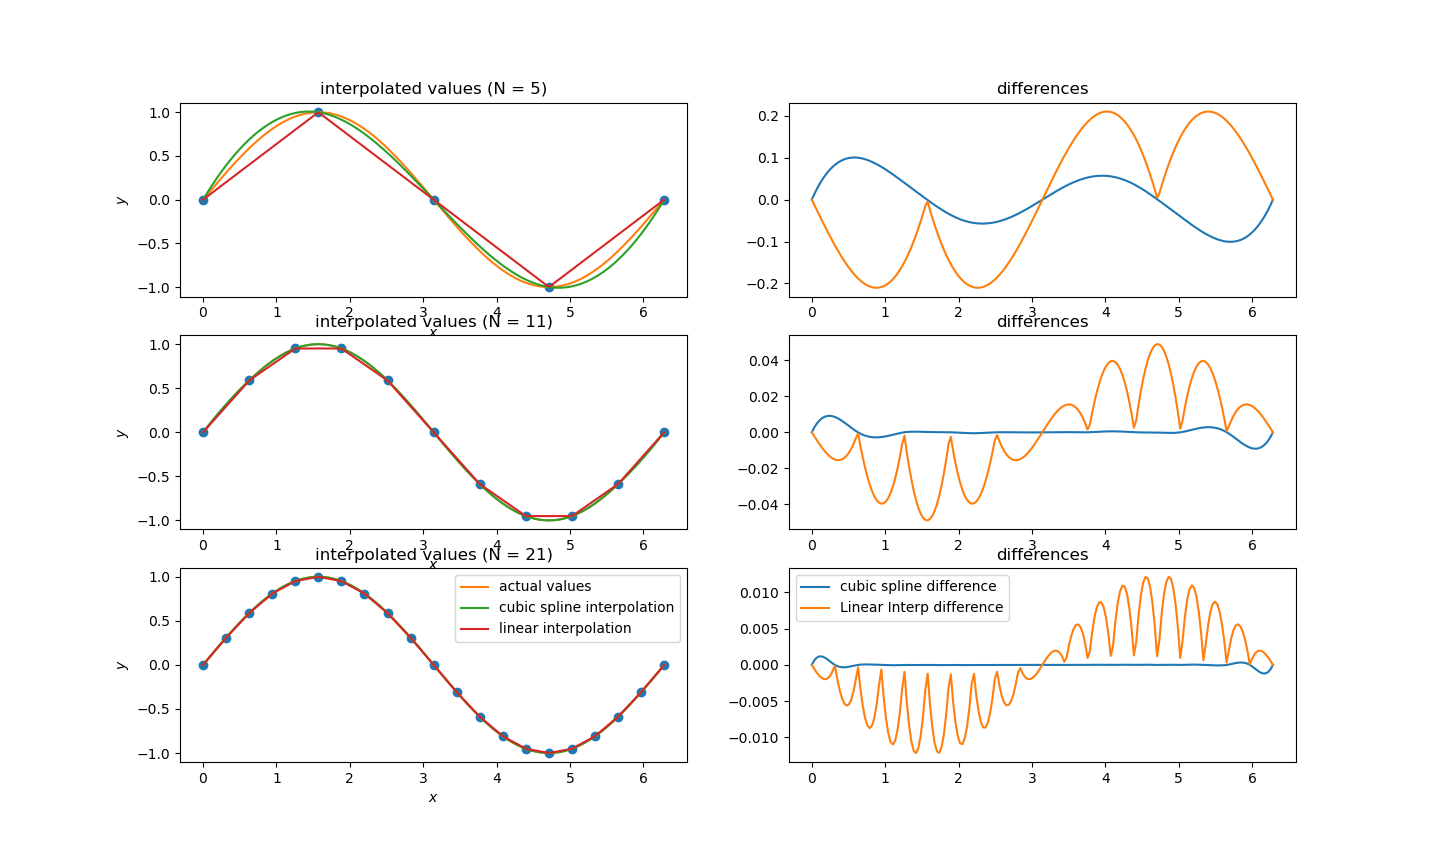 interpolated values (N = 5)
1.0
0.5
0.0
−0.5
−1.0
y
0 1 2 3 4 5 6
x
differences
0.2
0.1
0.0
−0.1
−0.2
0 1 2 3 4 5 6
interpolated values (N = 11)
1.0
0.5
0.0
−0.5
−1.0
y
0 1 2 3 4 5 6
x
differences
0.04
0.02
0.00
−0.02
−0.04
0 1 2 3 4 5 6
interpolated values (N = 21)
1.0
0.5
0.0
−0.5
−1.0
y
actual values
cubic spline interpolation
linear interpolation
0 1 2 3 4 5 6
x
differences
0.010
0.005
0.000
−0.005
−0.010
cubic spline difference
Linear Interp difference
0 1 2 3 4 5 6